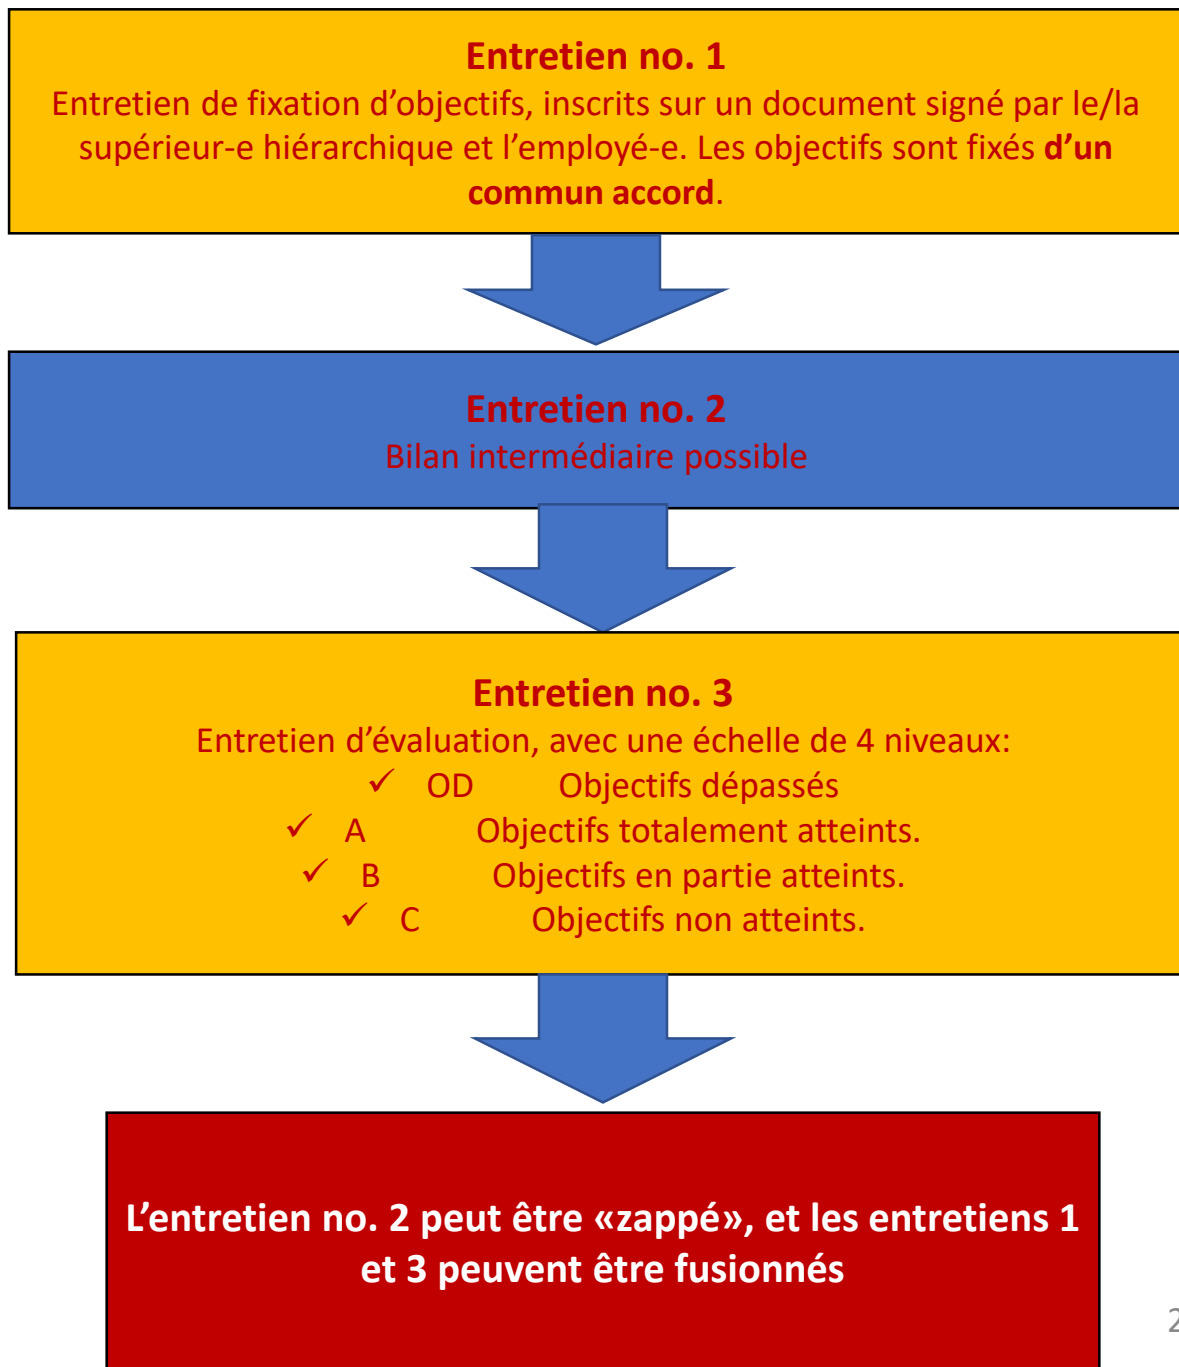 Entretien no. 1
Entretien de fixation d’objectifs, inscrits sur un document signé par le/la
supérieur-e hiérarchique et l’employé-e. Les objectifs sont fixés d’un
commun accord.
Entretien no. 2
Bilan intermédiaire possible
Entretien no. 3
Entretien d’évaluation, avec une échelle de 4 niveaux:
✓ OD Objectifs dépassés
✓ A Objectifs totalement atteints.
✓ B Objectifs en partie atteints.
✓ C Objectifs non atteints.
L’entretien no. 2 peut être «zappé», et les entretiens 1
et 3 peuvent être fusionnés
2